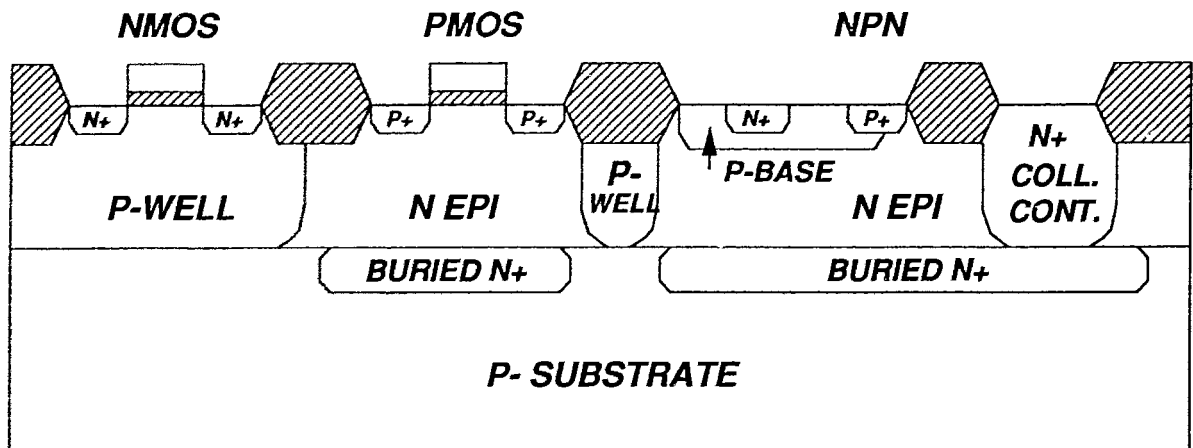 NMOS
PMOS
NPN
N+
N+
P+
P+
N+
P+
P-WELL
N EPI
P-
WELL
P-BASE
N EPI
N+
COLL.
CONT.
BURIED N+
BURIED N+
P- SUBSTRATE